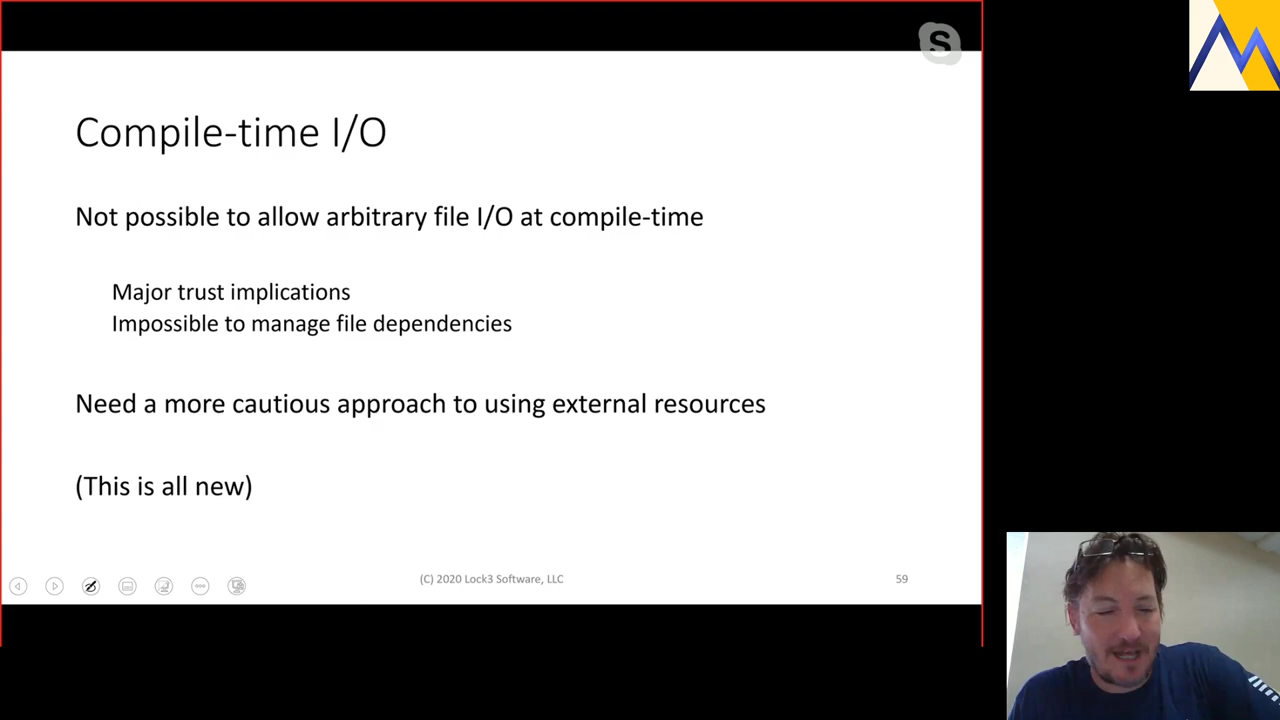 S
Compile-time I/O
Not possible to allow arbitrary file I/O at compile-time
Major trust implications
Impossible to manage file dependencies
Need a more cautious approach to using external resources
(This is all new)
(C) 2020 Lock3 Software, LLC
59